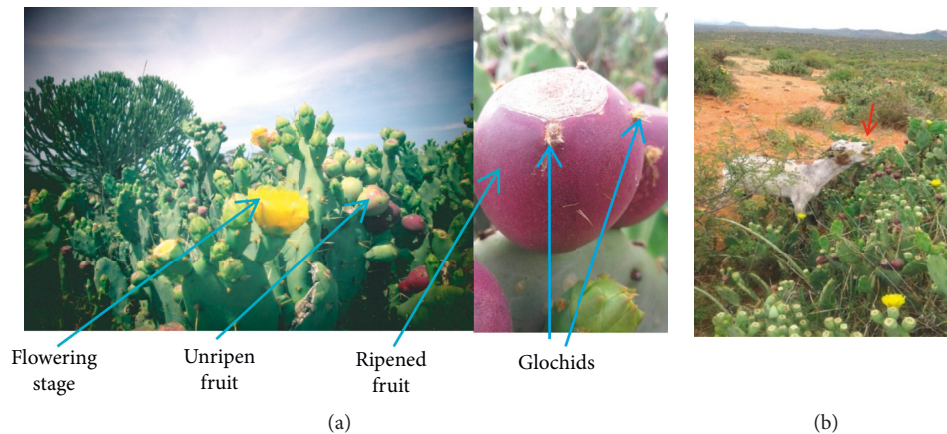 Flowering
stage
Unripen
fruit
Ripened
fruit
Glochids
(a)
(b)